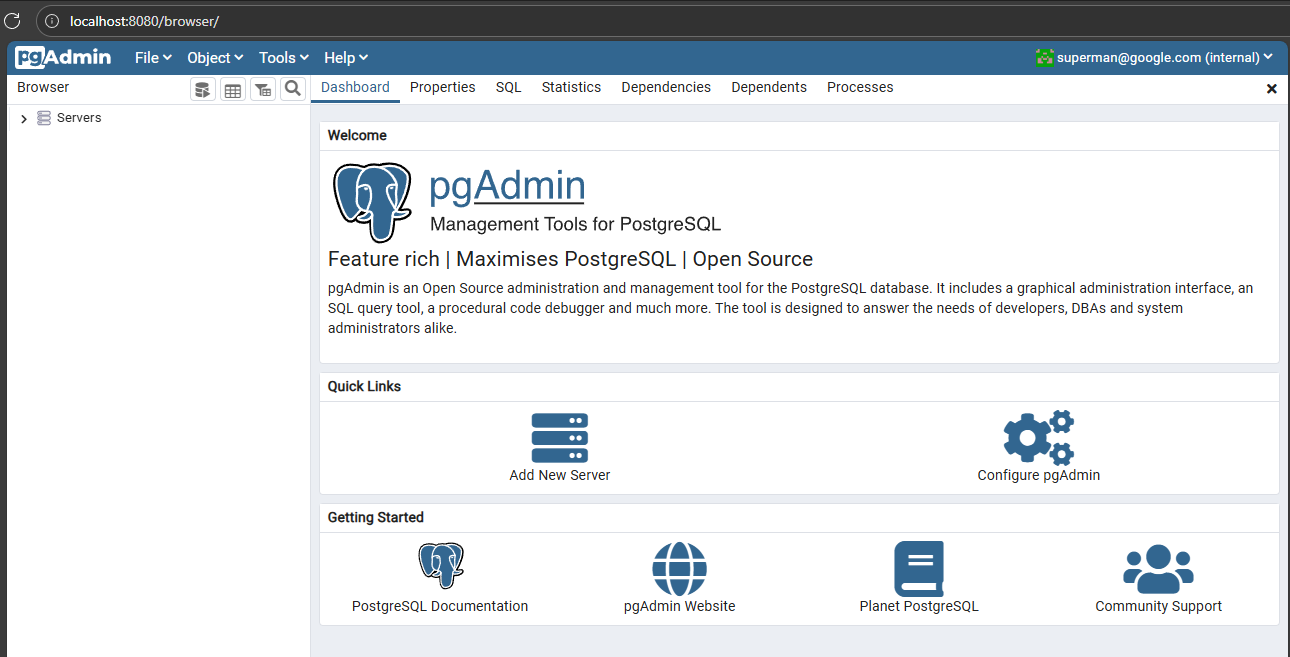 localhost:8080/browser/
pgAdmin File Object Tools Help superman@google.com (internal)
Browser Dashboard Properties SQL Statistics Dependencies Dependents Processes
Servers
Welcome
pgAdmin
Management Tools for PostgreSQL
Feature rich | Maximises PostgreSQL | Open Source
pgAdmin is an Open Source administration and management tool for the PostgreSQL database. It includes a graphical administration interface, an
SQL query tool, a procedural code debugger and much more. The tool is designed to answer the needs of developers, DBAs and system
administrators alike.
Quick Links
Add New Server Configure pgAdmin
Getting Started
PostgreSQL Documentation pgAdmin Website Planet PostgreSQL Community Support